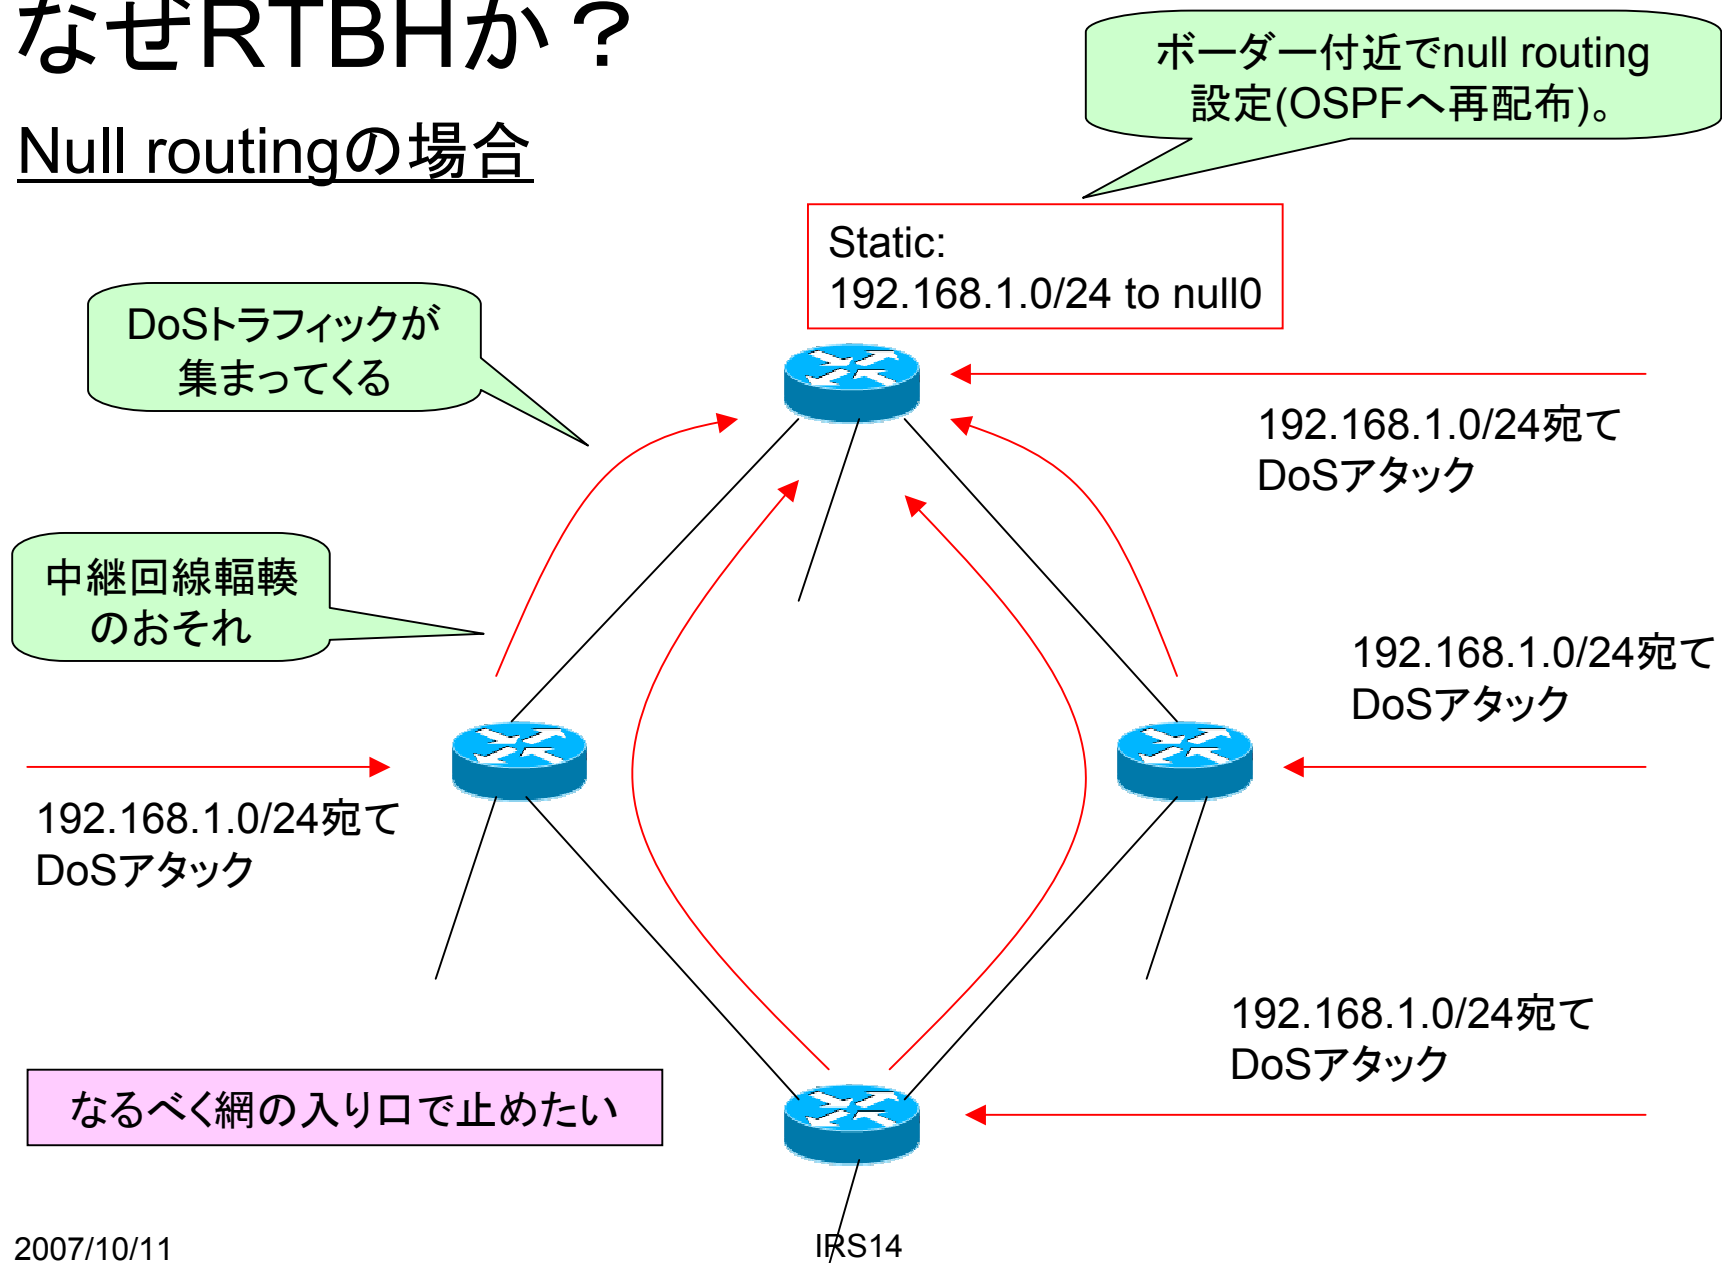 なぜRTBHか？
Null routingの場合
ボーダー付近でnull routing
設定(OSPFへ再配布)。
Static:
192.168.1.0/24 to null0
DoSトラフィックが
集まってくる
192.168.1.0/24宛て
DoSアタック
中継回線輻輳
のおそれ
192.168.1.0/24宛て
DoSアタック
192.168.1.0/24宛て
DoSアタック
192.168.1.0/24宛て
DoSアタック
なるべく網の入り口で止めたい
2007/10/11
IRS14